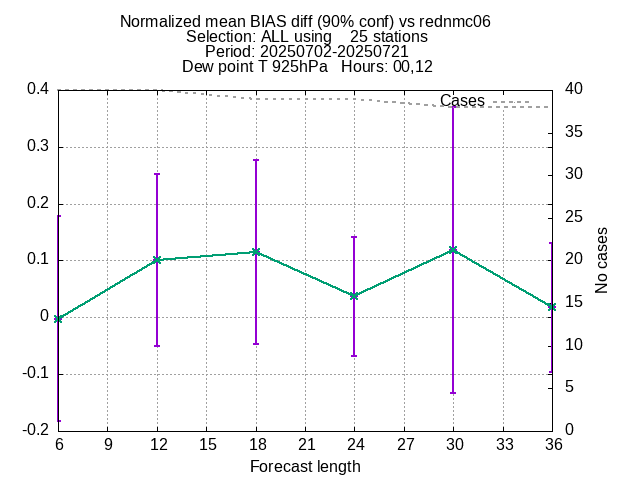 Normalized mean BIAS diff (90% conf) vs rednmc06
Selection: ALL using    25 stations
Period: 20250702-20250721
Dew point T 925hPa   Hours: 00,12
Cases
0.4
0.3
0.2
0.1
0
-0.1
-0.2
40
35
30
25
20
15
10
5
0
No cases
6 9 12 15 18 21 24 27 30 33 36
Forecast length